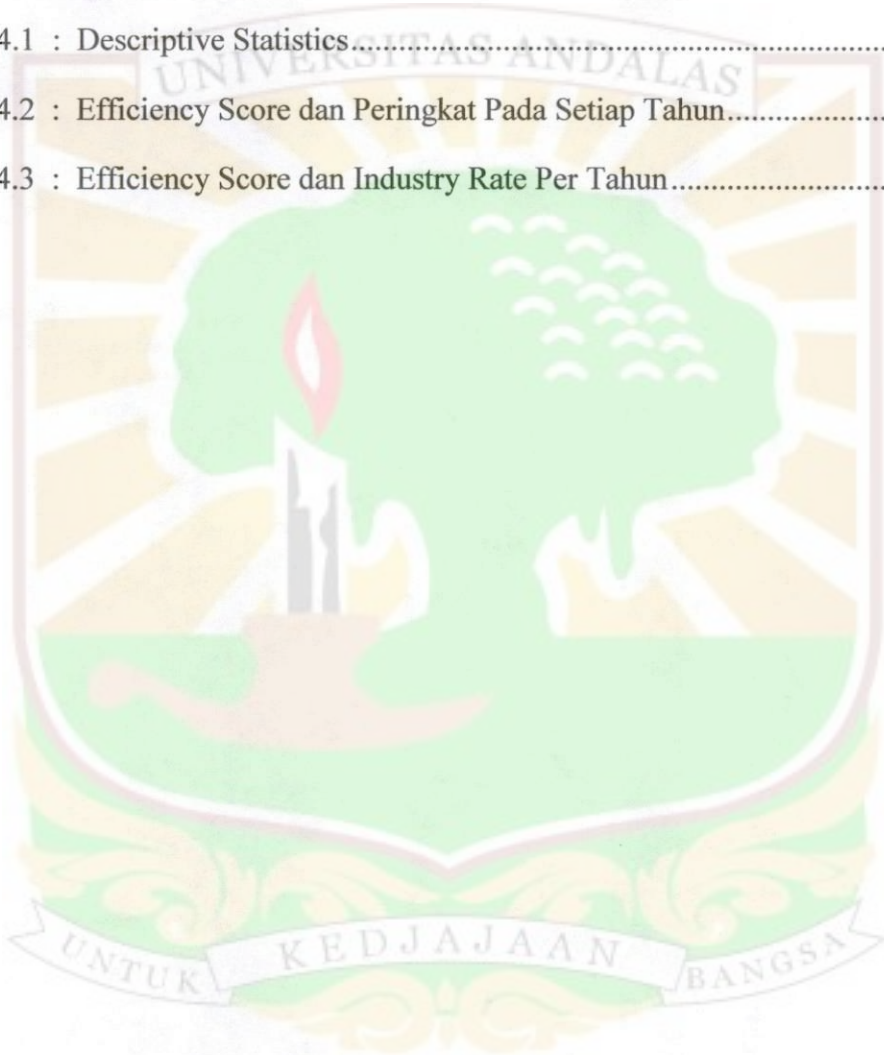 4.1 : Descriptive Statistics................................................................................
UNIVERSITAS ANDALAS
4.2 : Efficiency Score dan Peringkat Pada Setiap Tahun....................
4.3 : Efficiency Score dan Industry Rate Per Tahun...........................
UNTUK KEDJAJAAN BANGSA